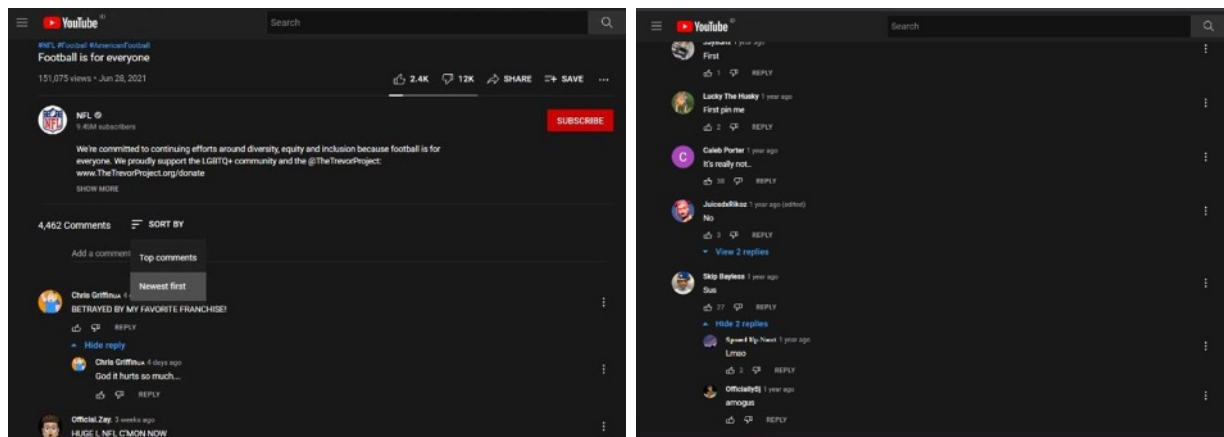 YouTube ID
Search
#NFL #Football #AmericanFootball
Football is for everyone
151,075 views • Jun 28, 2021
2.4K
12K
SHARE
SAVE
NFL
9.46M subscribers
SUBSCRIBE
We're committed to continuing efforts around diversity, equity and inclusion because football is for
everyone. We proudly support the LGBTQ+ community and the @TheTrevorProject:
www.TheTrevorProject.org/donate
SHOW MORE
4,462 Comments
SORT BY
Add a comment
Top comments
Newest first
Chris Griffinux 4
BETRAYED BY MY FAVORITE FRANCHISE!
REPLY
Hide reply
Chris Griffinux 4 days ago
God it hurts so much...
REPLY
Official.Zay. 3 weeks ago
HUGE L NFL C'MON NOW
YouTube ID
Search
1 year ago
First
1 REPLY
Lucky The Husky 1 year ago
First pin me
2 REPLY
C
Caleb Porter 1 year ago
It's really not..
38 REPLY
1 year ago (edited)
No
3 REPLY
View 2 replies
Skip Bayless 1 year ago
Sus
27 REPLY
Hide 2 replies
1 year ago
Lmao
3 REPLY
1 year ago
amogus
REPLY